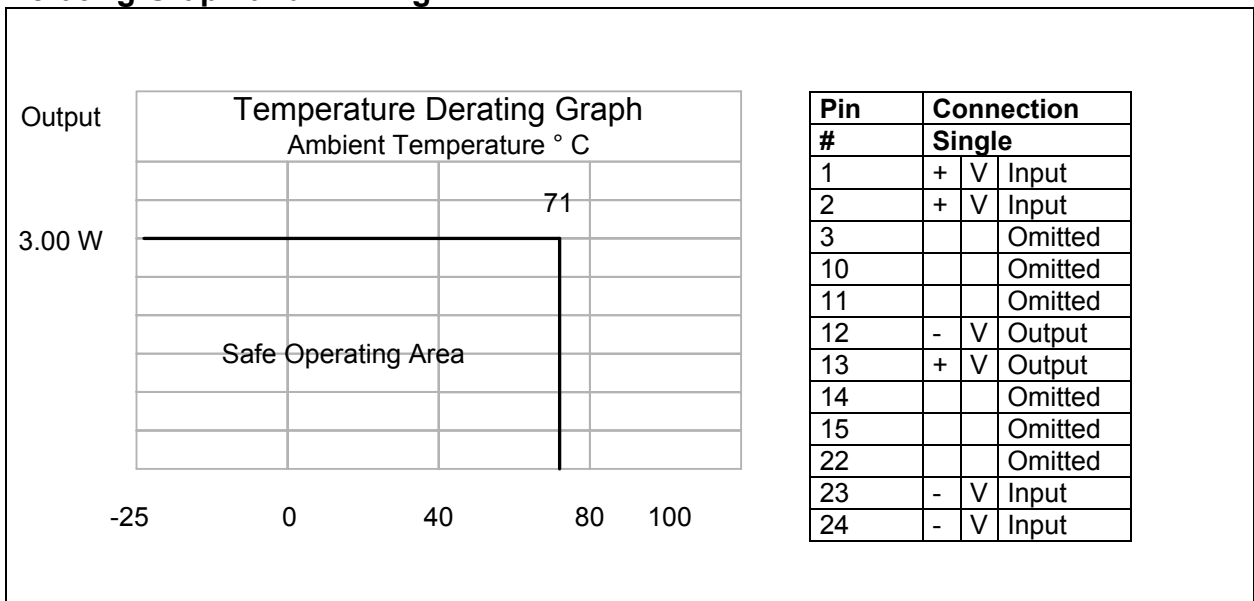 Output
Temperature Derating Graph
Ambient Temperature ° C
71
3.00 W
Safe Operating Area
-25 0 40 80 100
Pin Connection
# Single
1 + V Input
2 + V Input
3 Omitted
10 Omitted
11 Omitted
12 - V Output
13 + V Output
14 Omitted
15 Omitted
22 Omitted
23 - V Input
24 - V Input